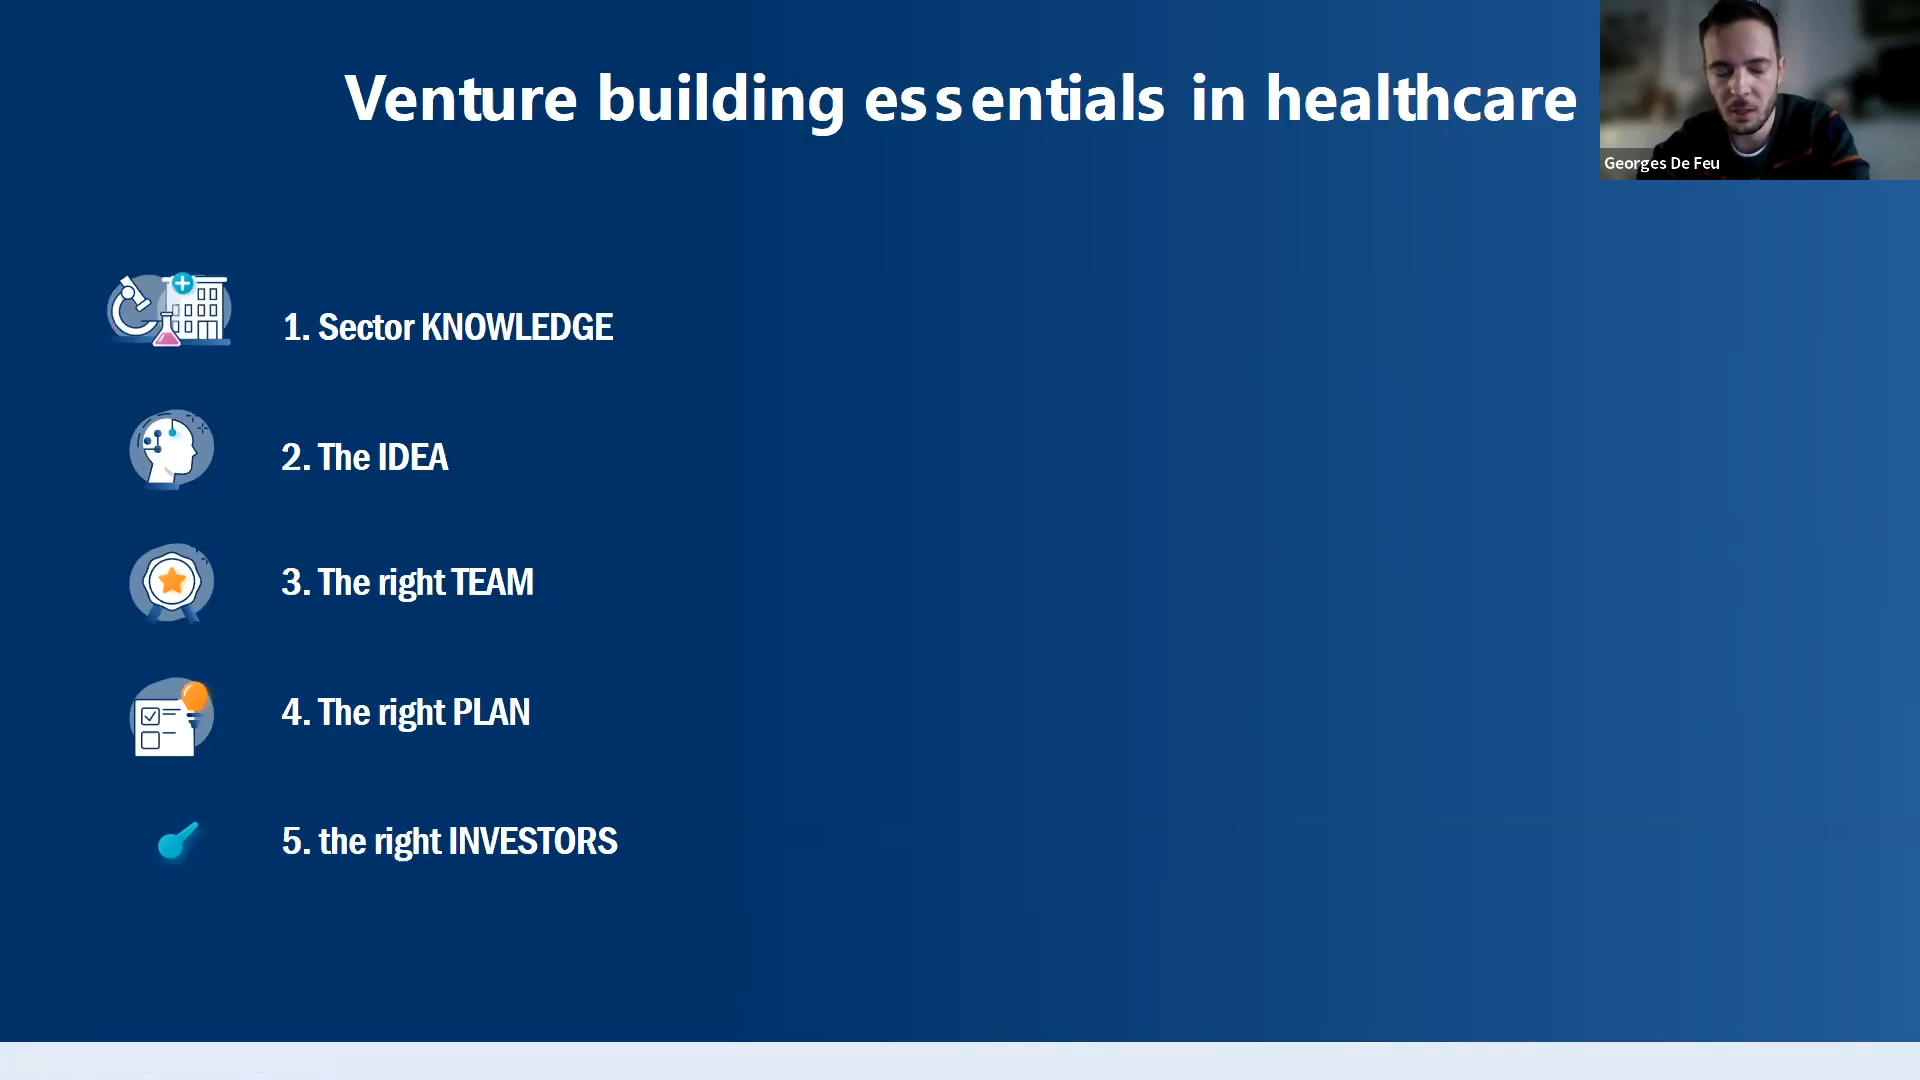 Venture building essentials in healthcare
Georges De Feu
1. Sector KNOWLEDGE
2. The IDEA
3. The right TEAM
4. The right PLAN
5. the right INVESTORS